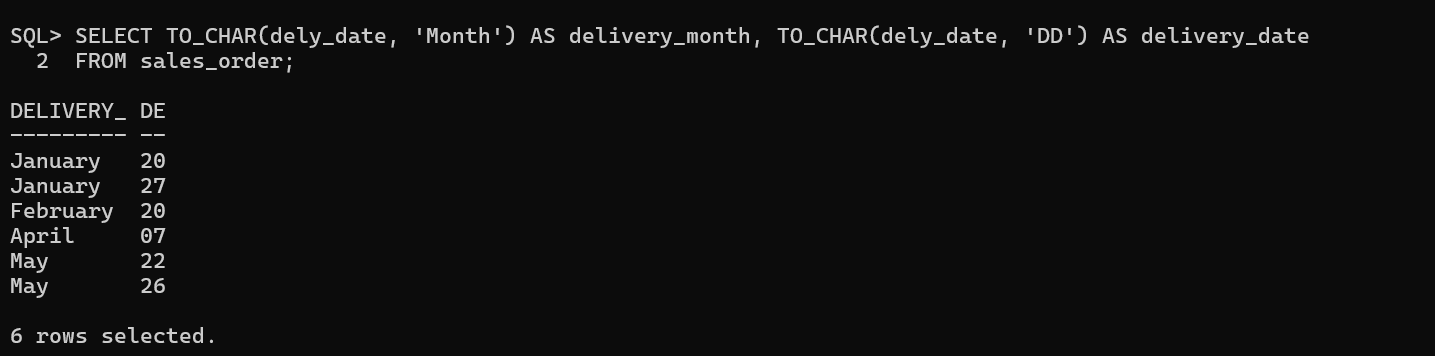 SQL> SELECT TO_CHAR(dely_date, 'Month') AS delivery_month, TO_CHAR(dely_date, 'DD') AS delivery_date
  2  FROM sales_order;

DELIVERY_ DE
--------- --
January   20
January   27
February  20
April     07
May       22
May       26

6 rows selected.